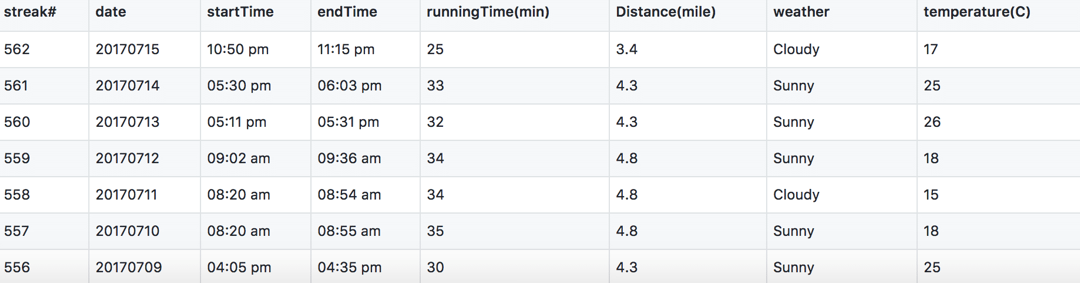 streak# date startTime endTime runningTime(min) Distance(mile) weather temperature(C)
562 20170715 10:50 pm 11:15 pm 25 3.4 Cloudy 17
561 20170714 05:30 pm 06:03 pm 33 4.3 Sunny 25
560 20170713 05:11 pm 05:31 pm 32 4.3 Sunny 26
559 20170712 09:02 am 09:36 am 34 4.8 Sunny 18
558 20170711 08:20 am 08:54 am 34 4.8 Cloudy 15
557 20170710 08:20 am 08:55 am 35 4.8 Sunny 18
556 20170709 04:05 pm 04:35 pm 30 4.3 Sunny 25